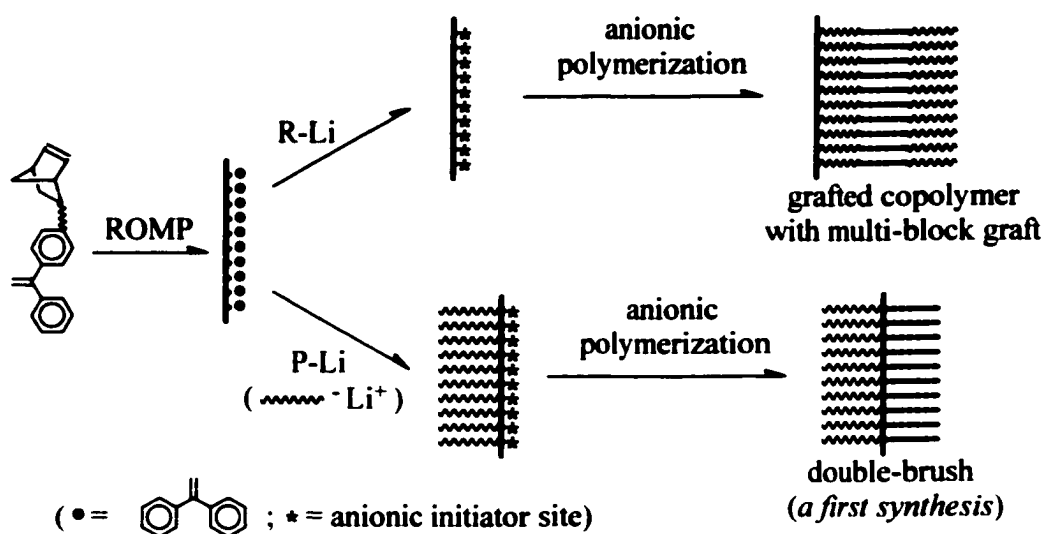 anionic
polymerization
R-Li
grafted copolymer
with multi-block graft
ROMP
P-Li
( - Li+ )
anionic
polymerization
double-brush
(a first synthesis)
( ● = ; * = anionic initiator site)